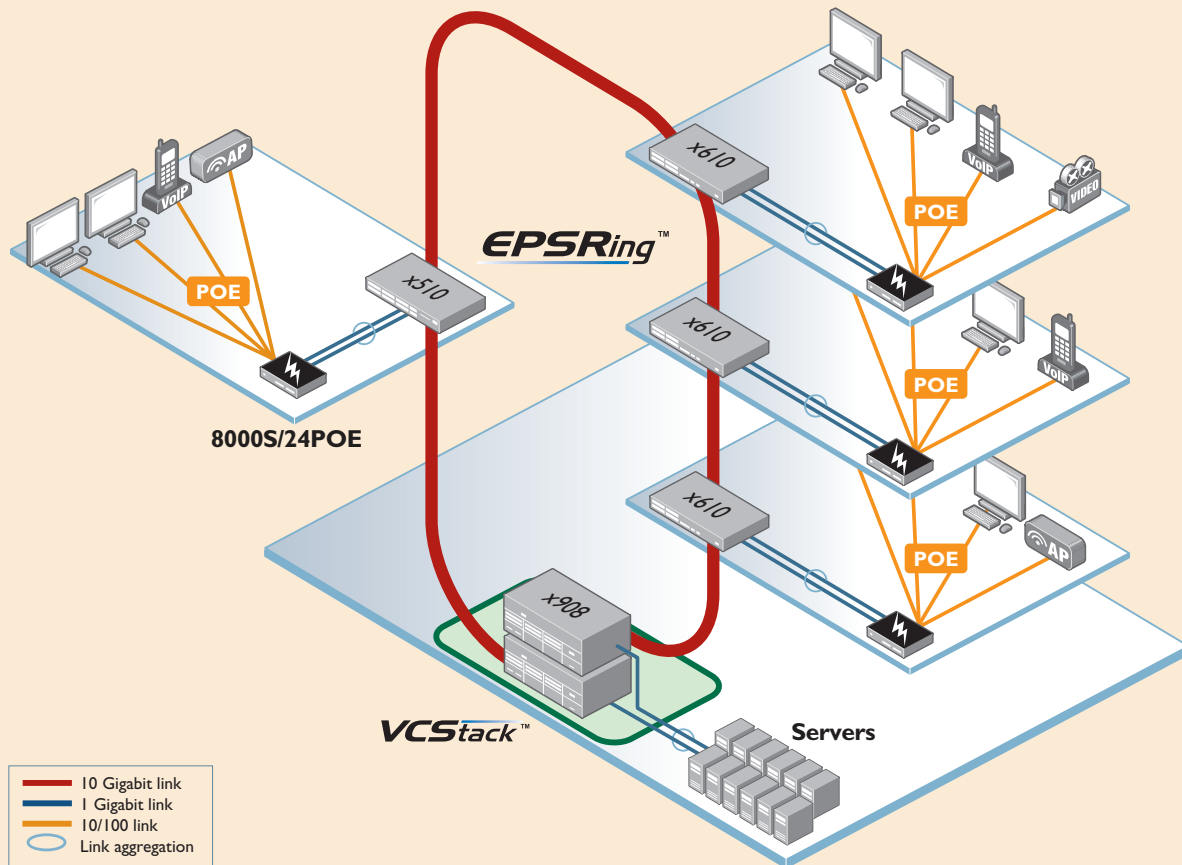 x610
VoIP
VIDEO
POE
AP
VoIP
EPSRing™
x510
POE
x610
VoIP
POE
8000S/24POE
x610
AP
POE
x908
VCStack™
Servers
10 Gigabit link
1 Gigabit link
10/100 link
Link aggregation